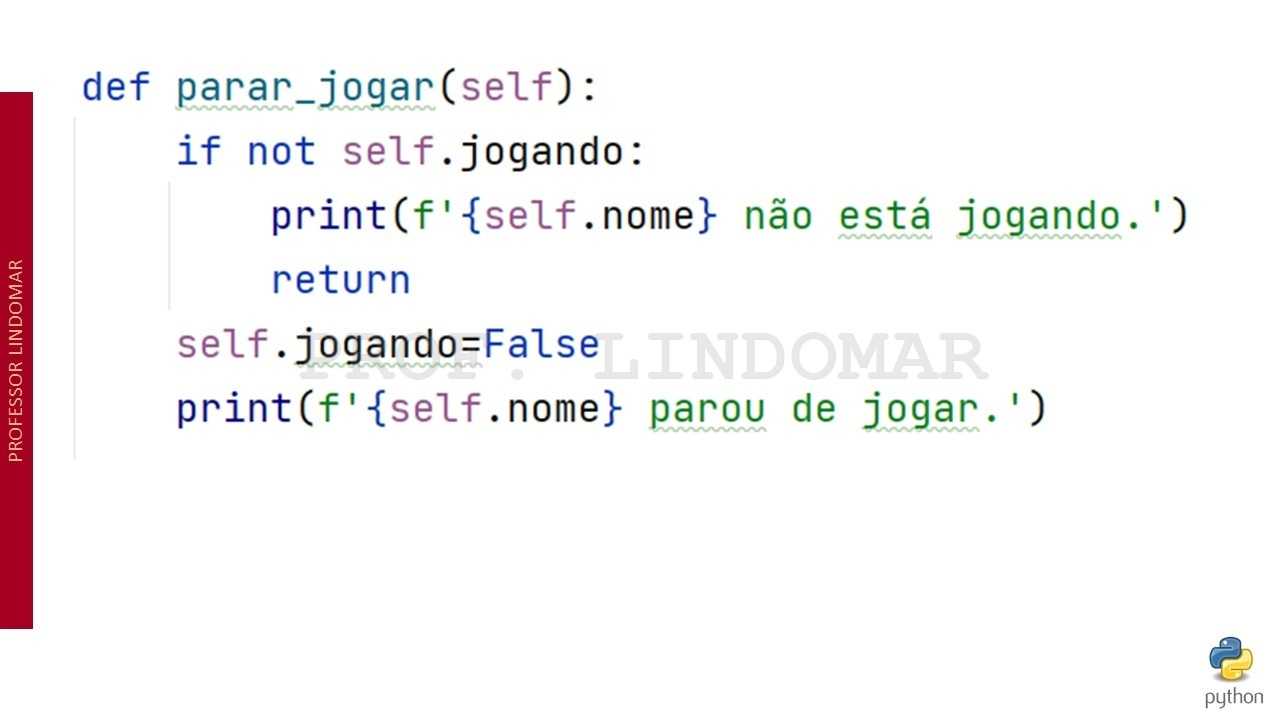 def parar_jogar(self):
    if not self.jogando:
        print(f'{self.nome} não está jogando.')
        return
    self.jogando=False
    print(f'{self.nome} parou de jogar.')
PROF. LINDOMAR
PROFESSOR LINDOMAR
python